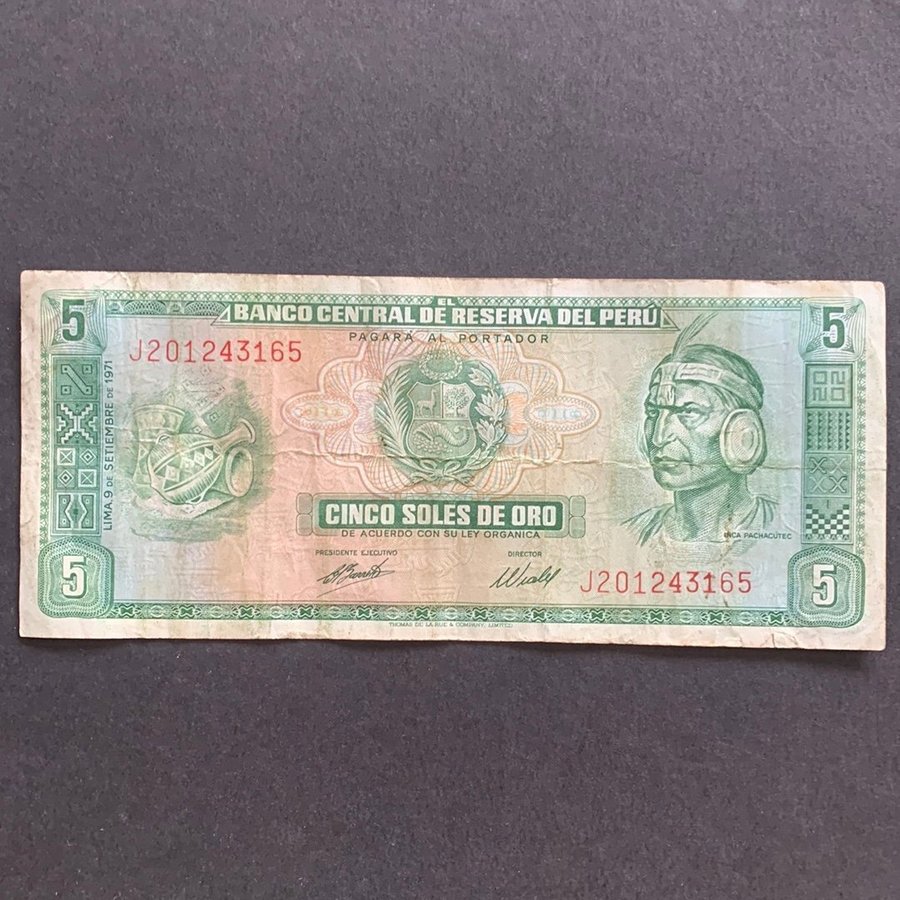 5
EL
BANCO CENTRAL DE RESERVA DEL PERÚ
5
PAGARÁ AL PORTADOR
J201243165
LIMA, 9 DE SETIEMBRE DE 1971
CINCO SOLES DE ORO
DE ACUERDO CON SU LEY ORGANICA
INCA PACHACUTEC
PRESIDENTE EJECUTIVO
DIRECTOR
J201243165
5
5
THOMAS DE LA RUE & COMPANY, LIMITED